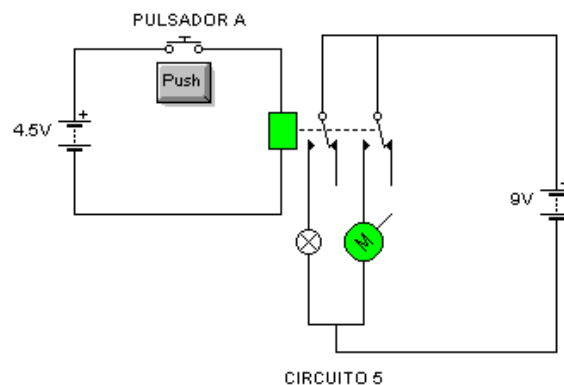 PULSADOR A
Push
+
4.5V
+
9V
M
CIRCUITO 5